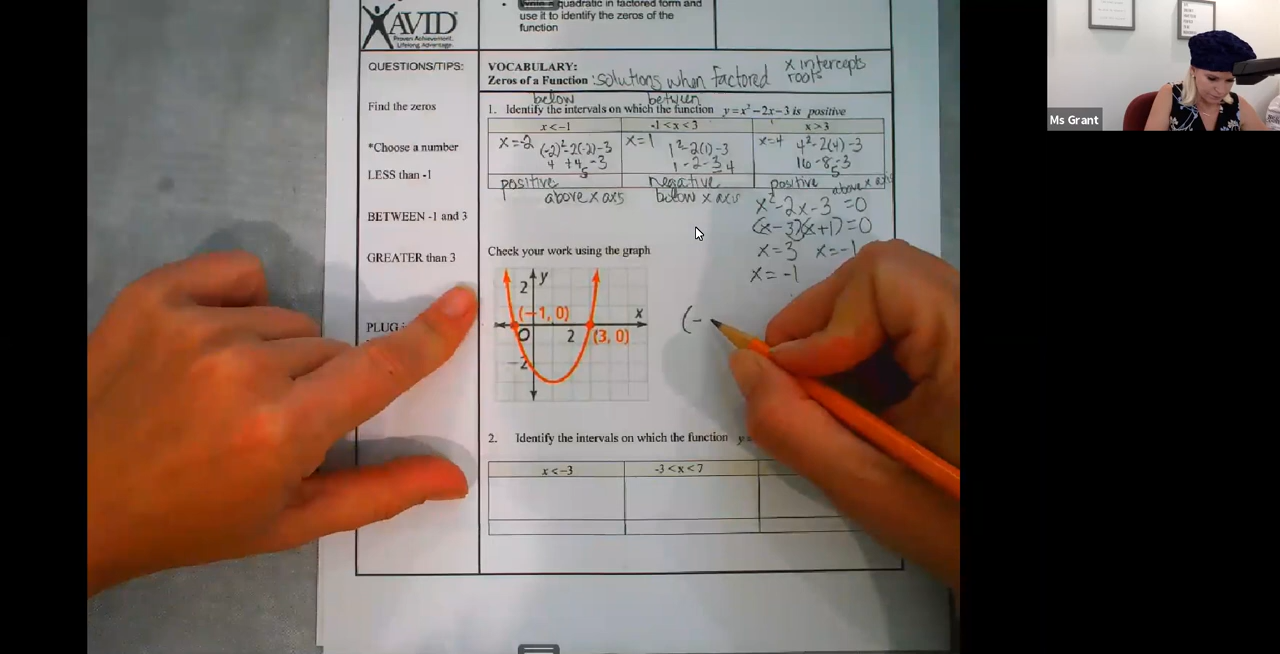 AVID
Proven Achievement.
Lifelong Advantage.
quadratic in factored form and
use it to identify the zeros of the
function
QUESTIONS/TIPS:
Find the zeros
*Choose a number
LESS than -1
BETWEEN -1 and 3
GREATER than 3
PLUG
VOCABULARY:
Zeros of a Function: solutions when factored
x intercepts
roots
below between
1. Identify the intervals on which the function y=x²-2x-3 is positive
x<-1 -1<x<3 x>3
x=-2 (-2)²-2(-2)-3
4 +4-3
5
x=1 1²-2(1)-3
1-2-3
-4
x=4 4²-2(4)-3
16-8-3
5
positive negative positive
above x axis below x axis above x axis
x²-2x-3=0
(x-3)(x+1)=0
x=3 x=-1
x=-1
Check your work using the graph
2 y
(−1, 0) x
O 2 (3, 0)
−2
(-
2. Identify the intervals on which the function y
x<-3 -3<x<7
Ms Grant